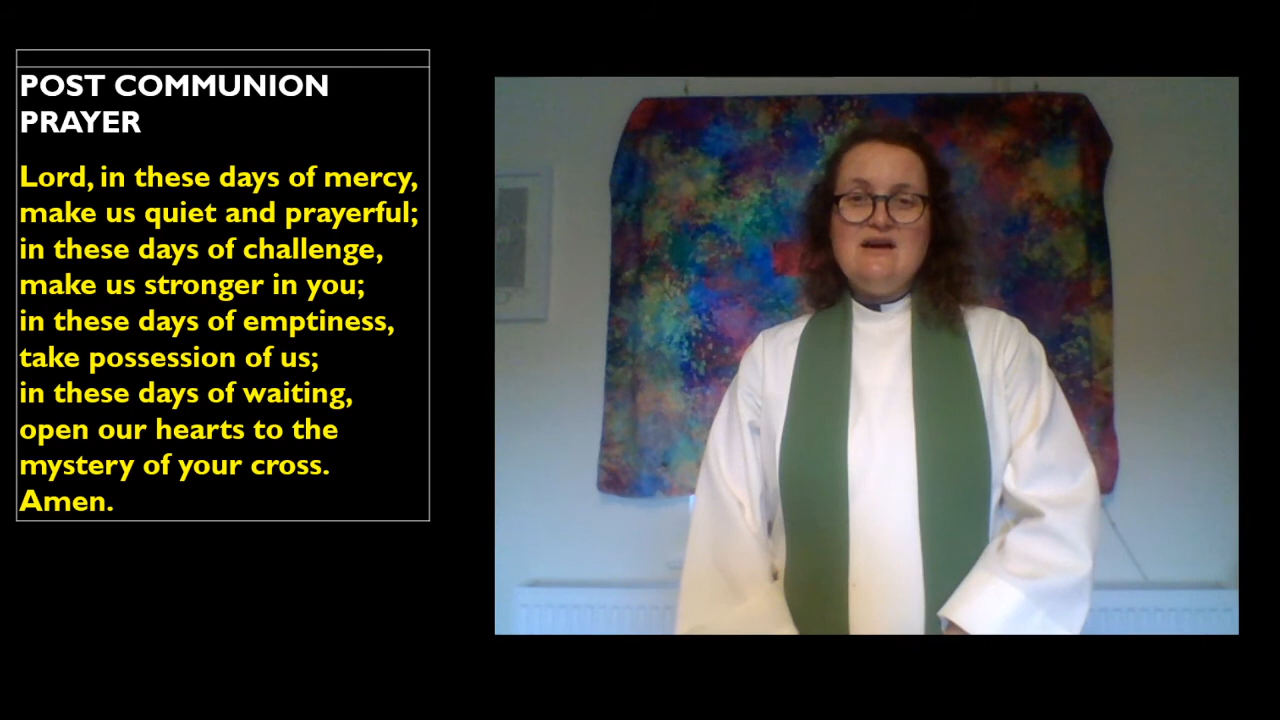 POST COMMUNION
PRAYER
Lord, in these days of mercy,
make us quiet and prayerful;
in these days of challenge,
make us stronger in you;
in these days of emptiness,
take possession of us;
in these days of waiting,
open our hearts to the
mystery of your cross.
Amen.